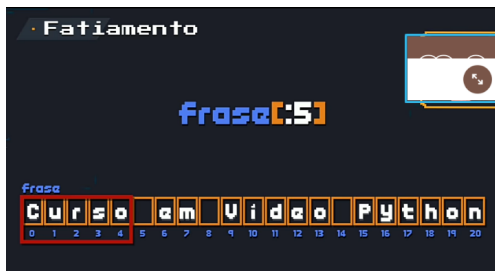 Fatiamento
frase[:5]
frase
Curso em Vídeo Python
0 1 2 3 4 5 6 7 8 9 10 11 12 13 14 15 16 17 18 19 20